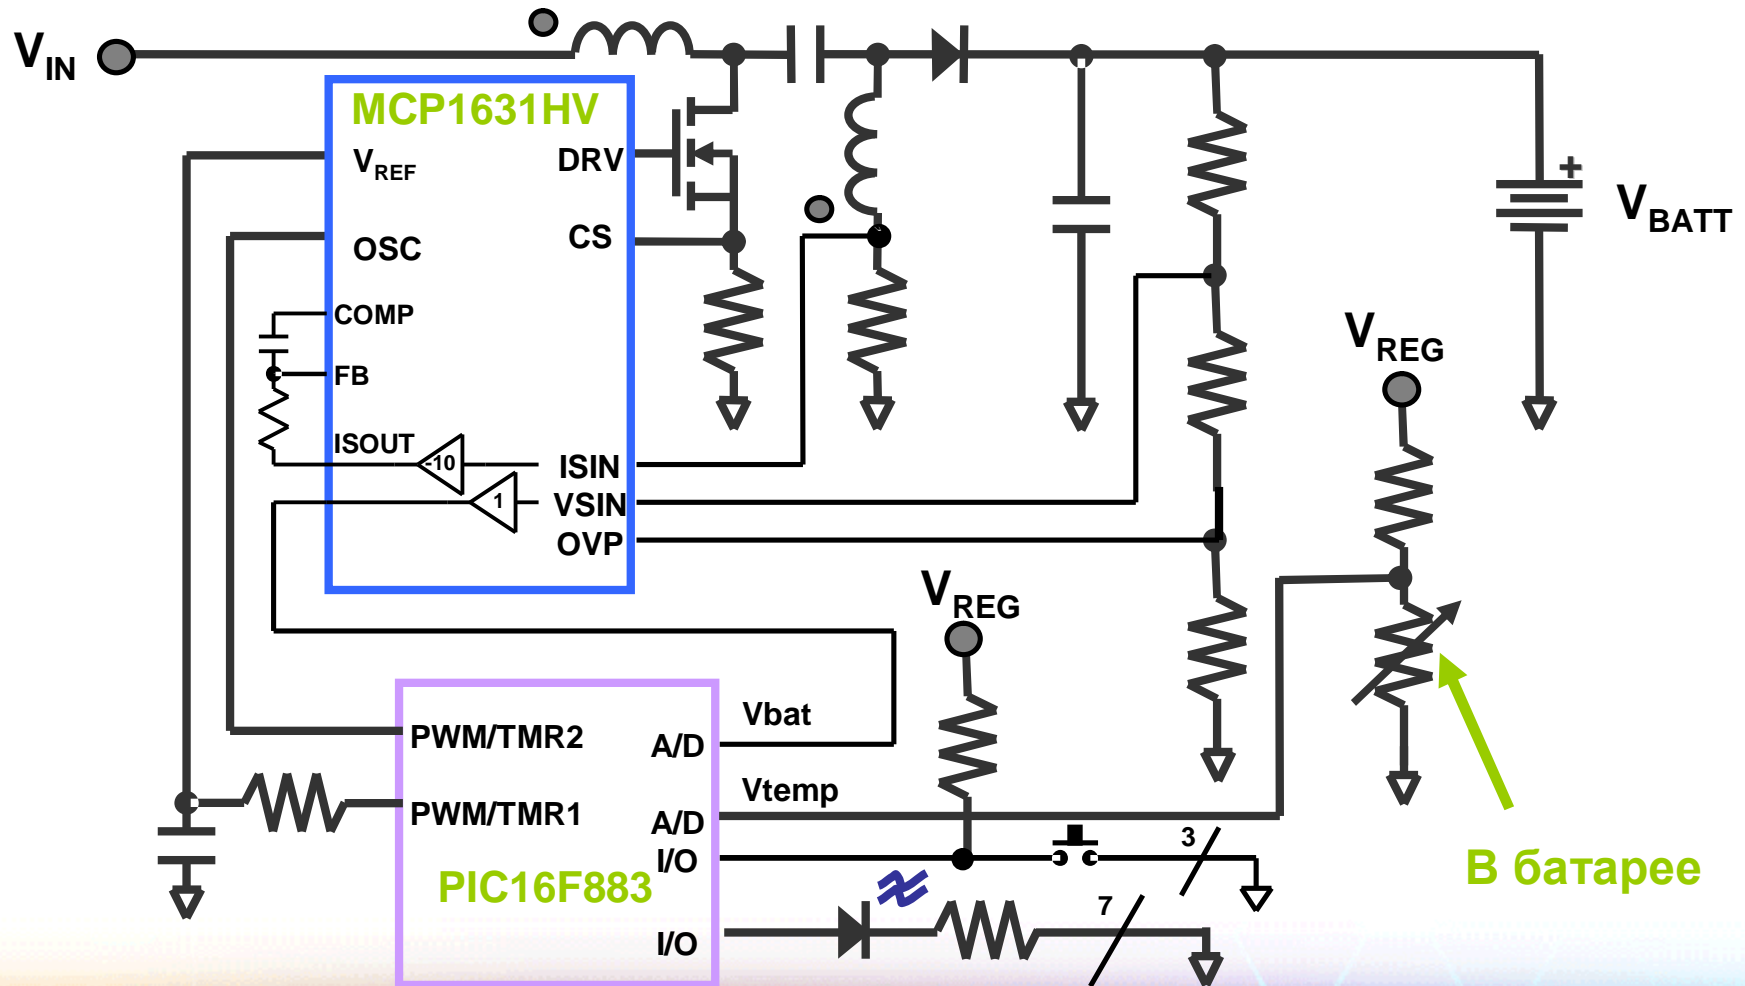 VIN
MCP1631HV
VREF
DRV
OSC
CS
COMP
FB
ISOUT
-10
ISIN
1
VSIN
OVP
+
VBATT
VREG
VREG
PWM/TMR2
Vbat
A/D
PWM/TMR1
Vtemp
A/D
I/O
3
PIC16F883
В батарее
7
I/O